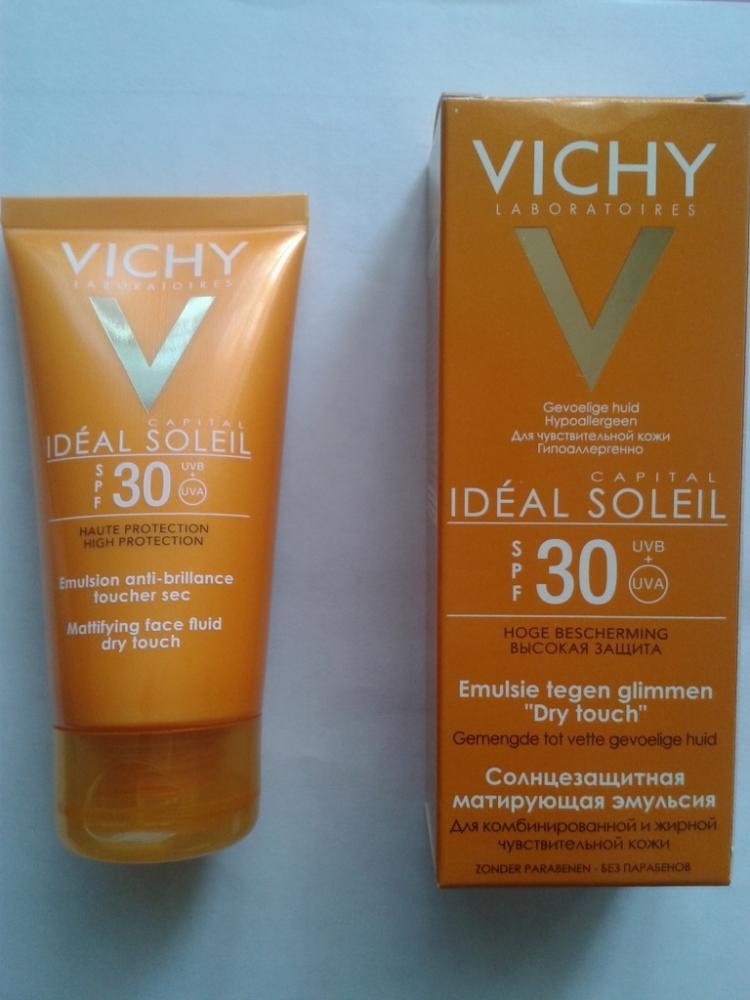 VICHY
LABORATOIRES
CAPITAL
IDÉAL SOLEIL
SPF 30 UVB + UVA
HAUTE PROTECTION
HIGH PROTECTION
Emulsion anti-brillance
toucher sec
Mattifying face fluid
dry touch
VICHY
LABORATOIRES
Gevoelige huid
Hypoallergeen
Для чувствительной кожи
Гипоаллергенно
CAPITAL
IDÉAL SOLEIL
SPF 30 UVB + UVA
HOGE BESCHERMING
ВЫСОКАЯ ЗАЩИТА
Emulsie tegen glimmen
"Dry touch"
Gemengde tot vette gevoelige huid
Солнцезащитная
матирующая эмульсия
Для комбинированной и жирной
чувствительной кожи
ZONDER PARABENEN - БЕЗ ПАРАБЕНОВ